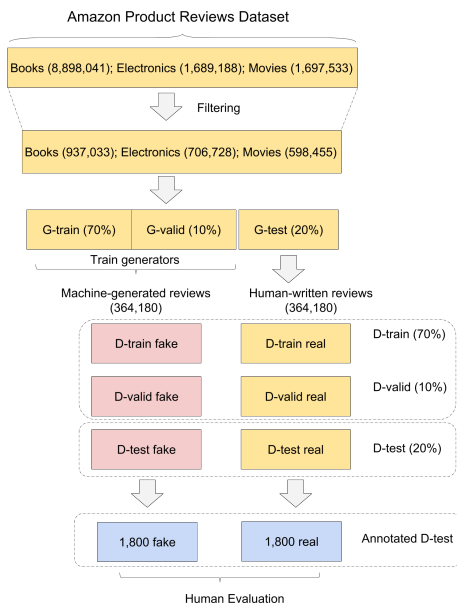 Amazon Product Reviews Dataset
Books (8,898,041); Electronics (1,689,188); Movies (1,697,533)
Filtering
Books (937,033); Electronics (706,728); Movies (598,455)
G-train (70%)
G-valid (10%)
G-test (20%)
Train generators
Machine-generated reviews
(364,180)
Human-written reviews
(364,180)
D-train fake
D-train real
D-train (70%)
D-valid fake
D-valid real
D-valid (10%)
D-test fake
D-test real
D-test (20%)
1,800 fake
1,800 real
Annotated D-test
Human Evaluation